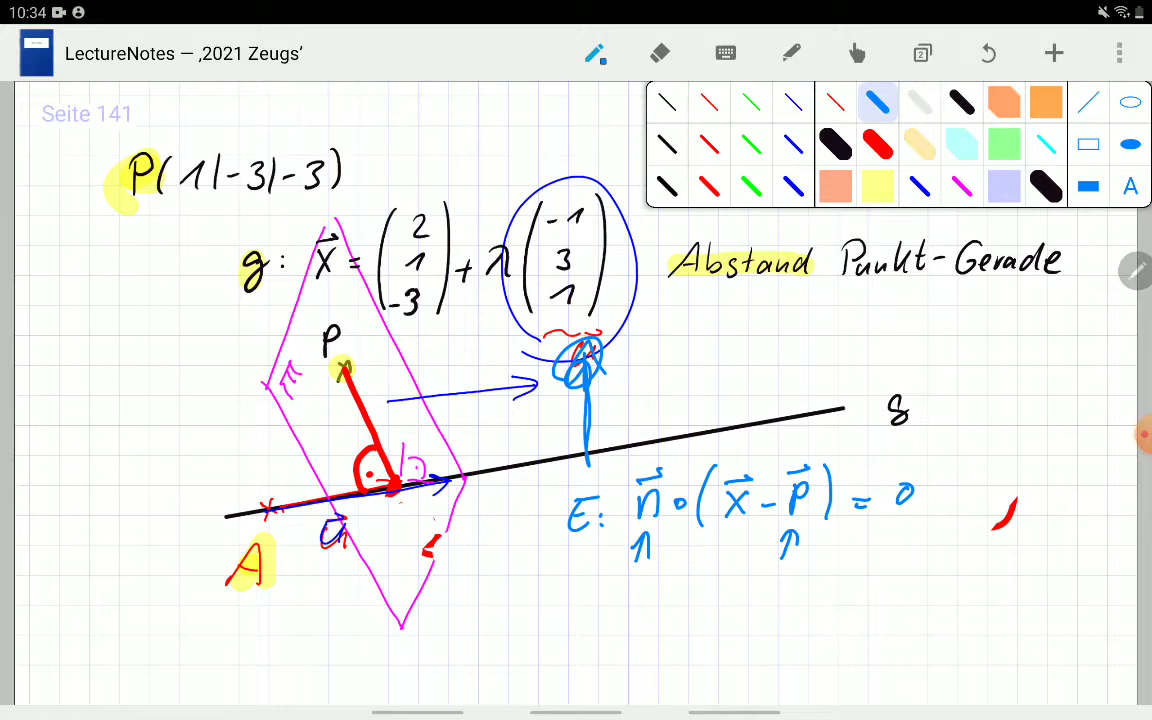 10:34
LectureNotes — ‚2021 Zeugs’
2
A
Seite 141
P(1|-3|-3)
g: x⃗ = (2 1 -3) + λ (-1 3 1) Abstand Punkt-Gerade
P
g
A
E: n⃗ ∘ (x⃗ - p⃗) = 0